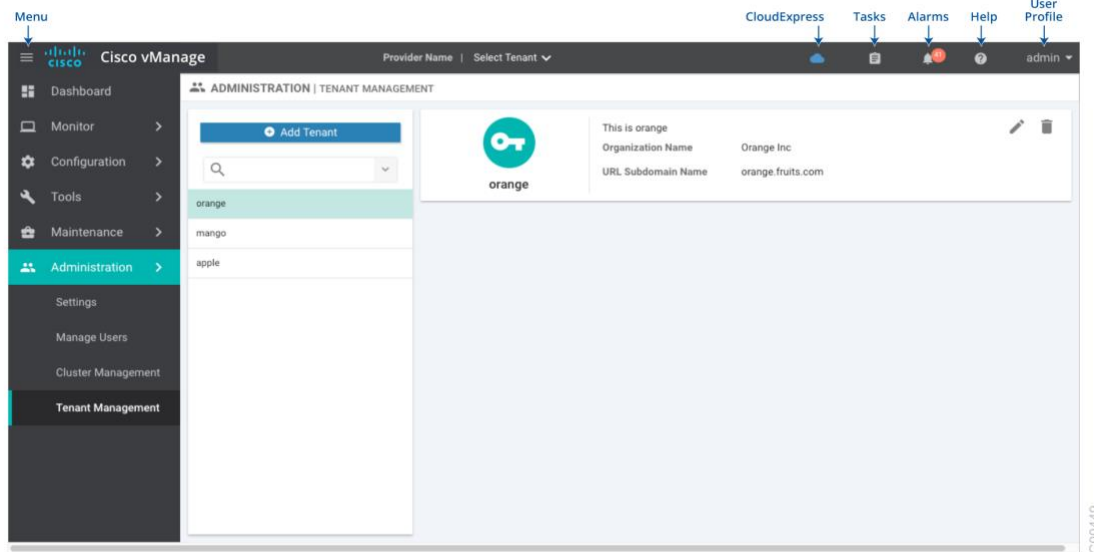 Menu
CloudExpress
Tasks
Alarms
Help
User
Profile
cisco
Cisco vManage
Provider Name | Select Tenant
41
admin
Dashboard
Monitor
Configuration
Tools
Maintenance
Administration
Settings
Manage Users
Cluster Management
Tenant Management
ADMINISTRATION | TENANT MANAGEMENT
Add Tenant
orange
mango
apple
orange
This is orange
Organization Name Orange Inc
URL Subdomain Name orange.fruits.com